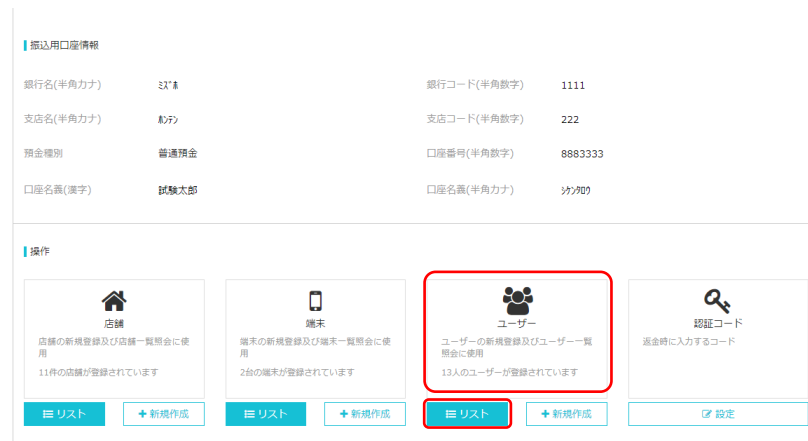 振込用口座情報
銀行名(半角カナ) ﾐｽﾞﾎ 銀行コード(半角数字) 1111
支店名(半角カナ) ﾎﾝﾃﾝ 支店コード(半角数字) 222
預金種別 普通預金 口座番号(半角数字) 8883333
口座名義(漢字) 試験太郎 口座名義(半角カナ) ｼｹﾝﾀﾛｳ
操作
店舗
店舗の新規登録及び店舗一覧照会に使
用
11件の店舗が登録されています
リスト 新規作成
端末
端末の新規登録及び端末一覧照会に使
用
2台の端末が登録されています
リスト 新規作成
ユーザー
ユーザーの新規登録及びユーザー一覧
照会に使用
13人のユーザーが登録されています
リスト 新規作成
認証コード
返金時に入力するコード
設定